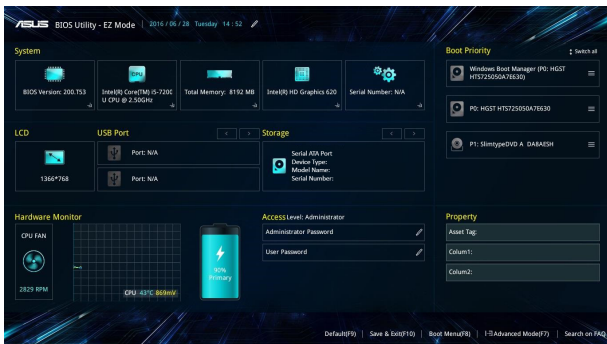 ASUS BIOS Utility - EZ Mode 2016 / 06 / 28 Tuesday 14 : 52
System
BIOS Version: 200.T53
CPU
Intel(R) Core(TM) i5-7200
U CPU @ 2.50GHz
Total Memory: 8192 MB
Intel(R) HD Graphics 620
Serial Number: N/A
Boot Priority
Switch all
Windows Boot Manager (P0: HGST
HTS725050A7E630)
P0: HGST HTS725050A7E630
P1: SlimtypeDVD A DA8AESH
LCD
1366*768
USB Port
Port: N/A
Port: N/A
Storage
Serial ATA Port
Device Type:
Model Name:
Serial Number:
Hardware Monitor
CPU FAN
2829 RPM
CPU 43°C 869mV
90%
Primary
Access Level: Administrator
Administrator Password
User Password
Property
Asset Tag:
Colum1:
Colum2:
Default(F9) | Save & Exit(F10) | Boot Menu(F8) | Advanced Mode(F7) | Search on FAQ